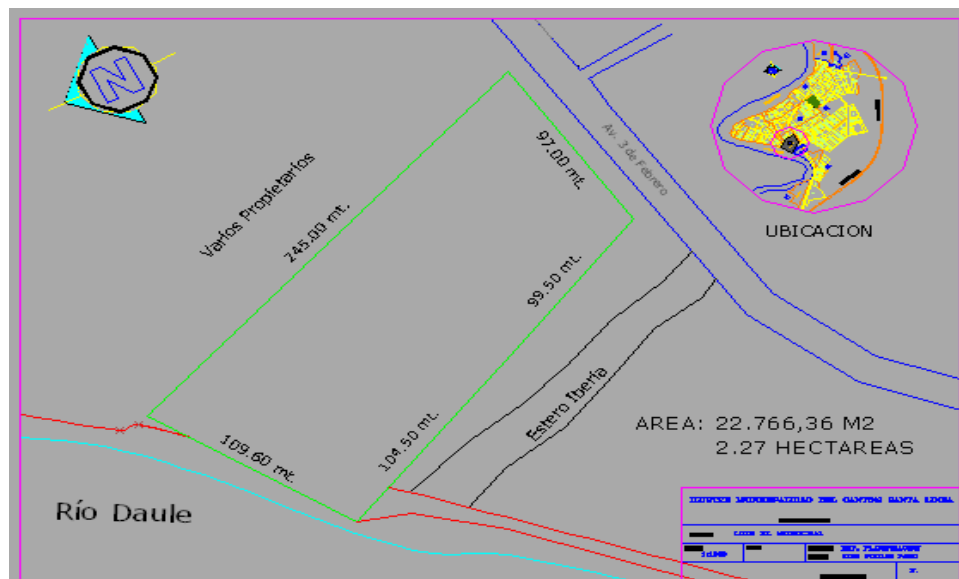 N
Varios Propietarios
245.00 mt.
97.00 mt.
Av. 3 de Febrero
UBICACION
99.50 mt.
Estero Iberia
104.50 mt.
109.60 mt.
Río Daule
AREA: 22.766,36 M2
2.27 HECTAREAS